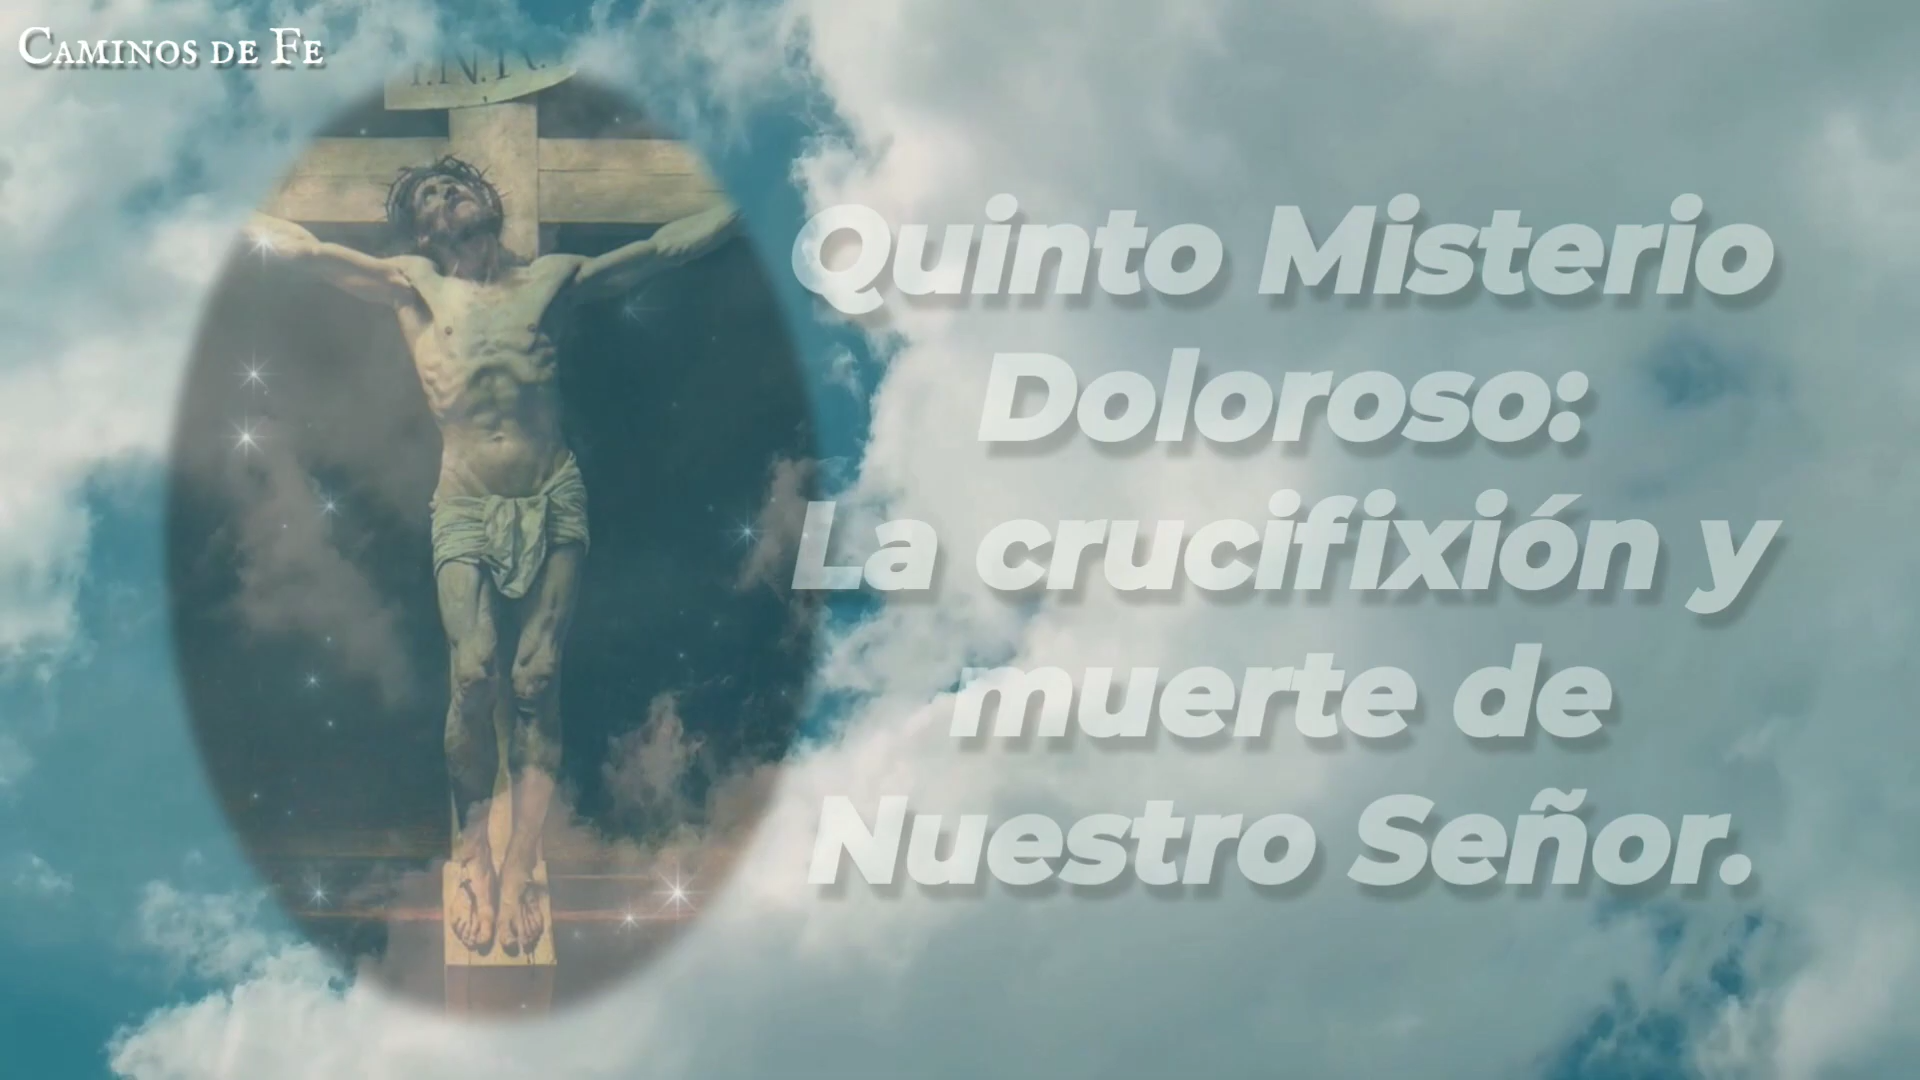 Caminos de Fe
I.N.R.
Quinto Misterio
Doloroso:
La crucifixión y
muerte de
Nuestro Señor.